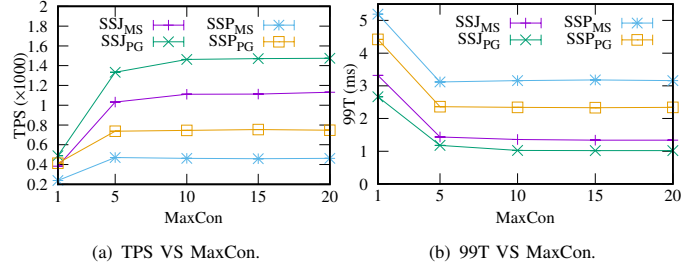 SSJMS SSPMS
SSJPG SSPPG
TPS (×1000)
2
1.8
1.6
1.4
1.2
1
0.8
0.6
0.4
0.2
1 5 10 15 20
MaxCon
(a) TPS VS MaxCon.
SSJMS SSPMS
SSJPG SSPPG
99T (ms)
5
4
3
2
1
0
1 5 10 15 20
MaxCon
(b) 99T VS MaxCon.